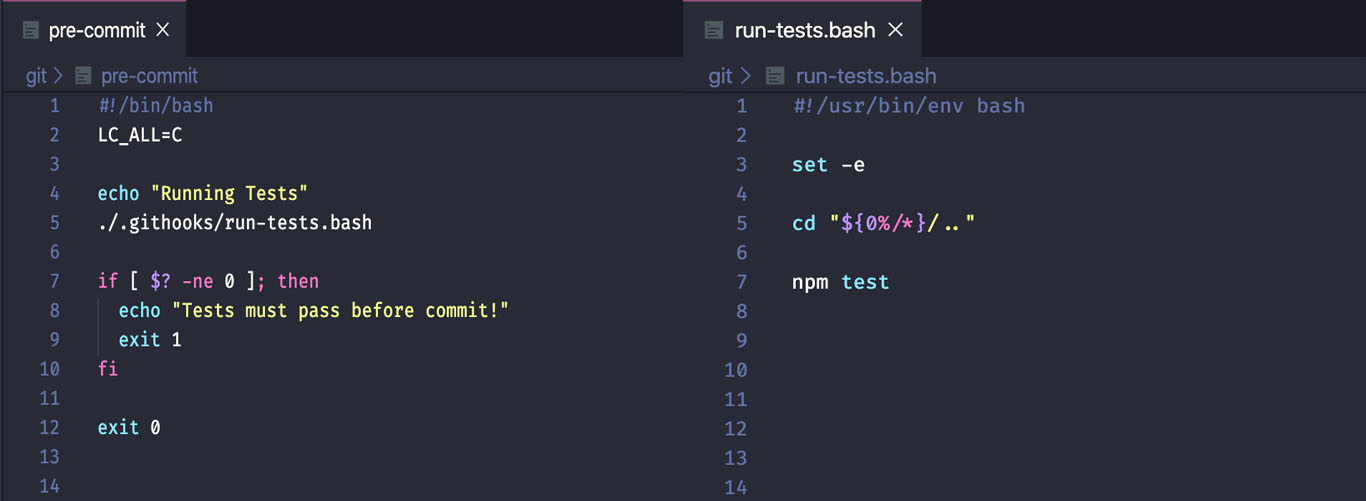 pre-commit ×
git > pre-commit
1 #!/bin/bash
2 LC_ALL=C
3
4 echo "Running Tests"
5 ./.githooks/run-tests.bash
6
7 if [ $? -ne 0 ]; then
8   echo "Tests must pass before commit!"
9   exit 1
10 fi
11
12 exit 0
13
14
run-tests.bash ×
git > run-tests.bash
1 #!/usr/bin/env bash
2
3 set -e
4
5 cd "${0%/*}/.."
6
7 npm test
8
9
10
11
12
13
14